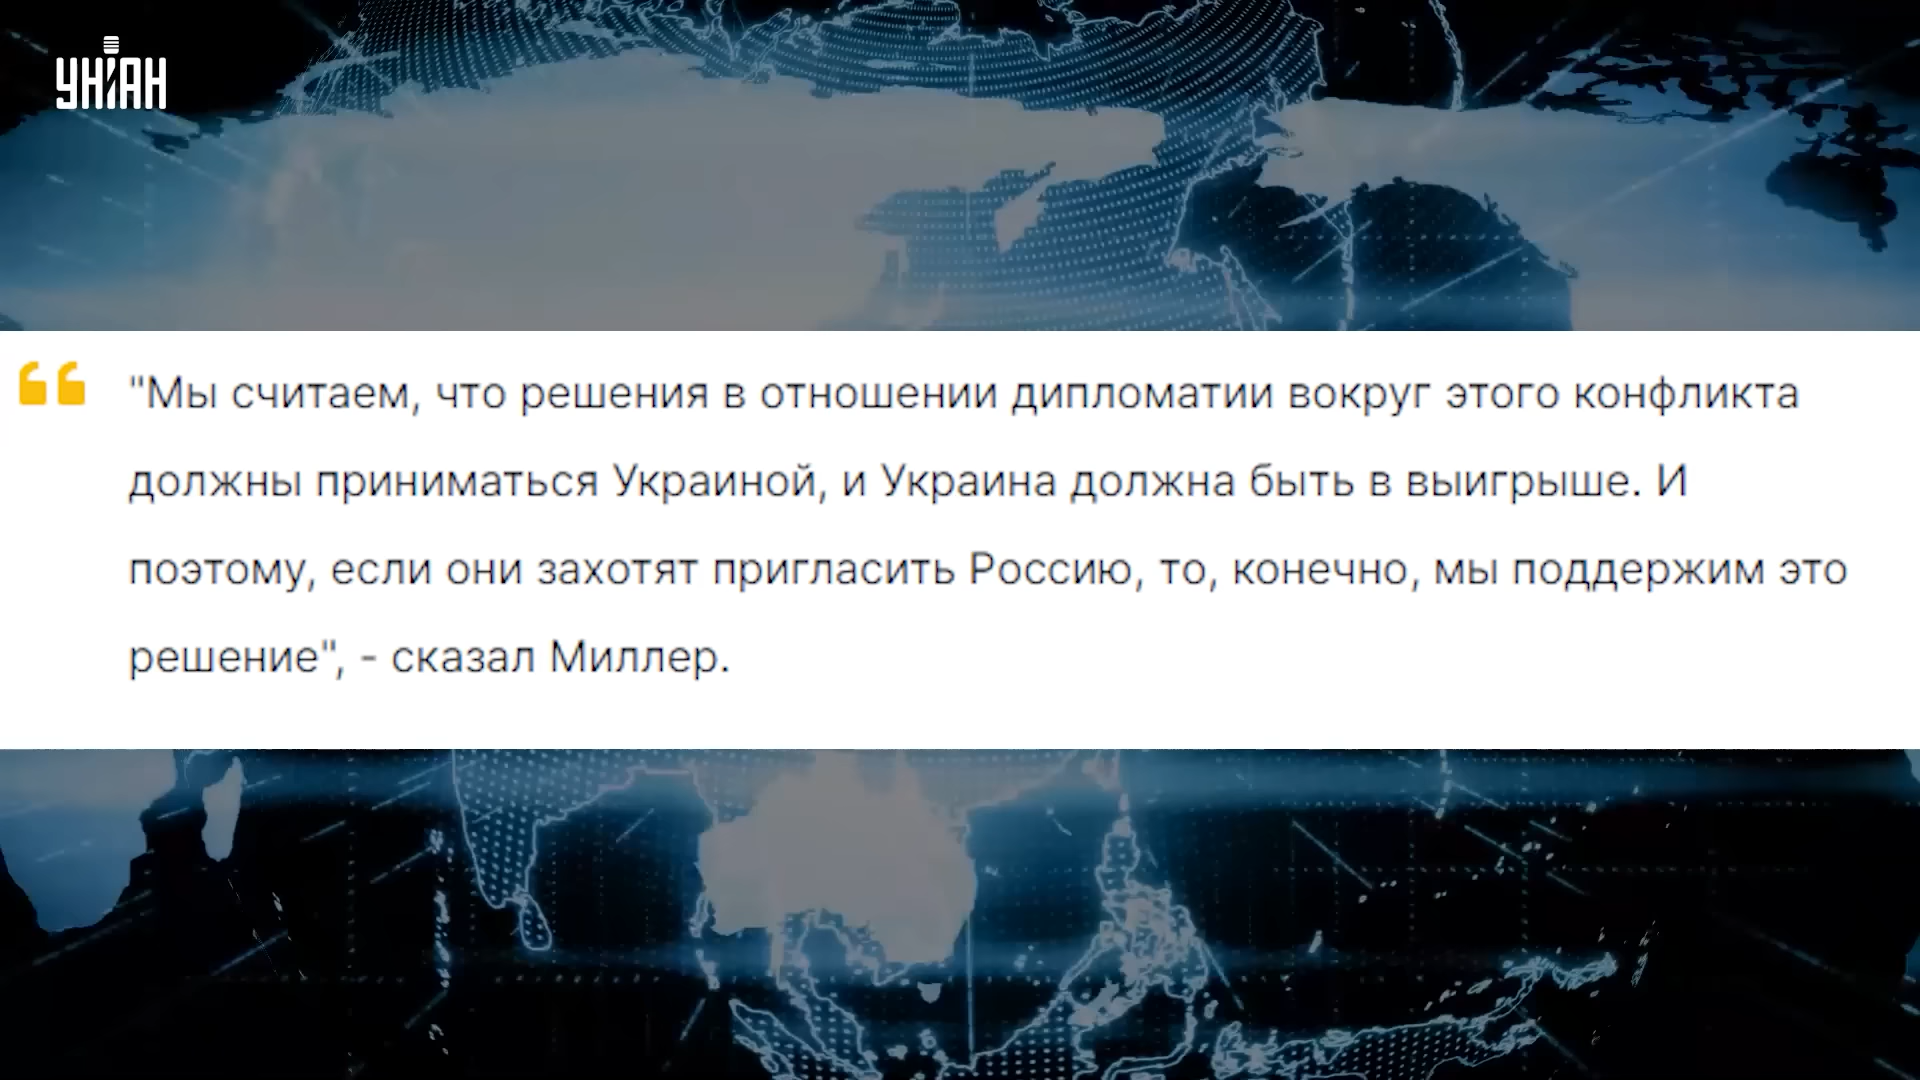 УНІАН
"Мы считаем, что решения в отношении дипломатии вокруг этого конфликта
должны приниматься Украиной, и Украина должна быть в выигрыше. И
поэтому, если они захотят пригласить Россию, то, конечно, мы поддержим это
решение", - сказал Миллер.